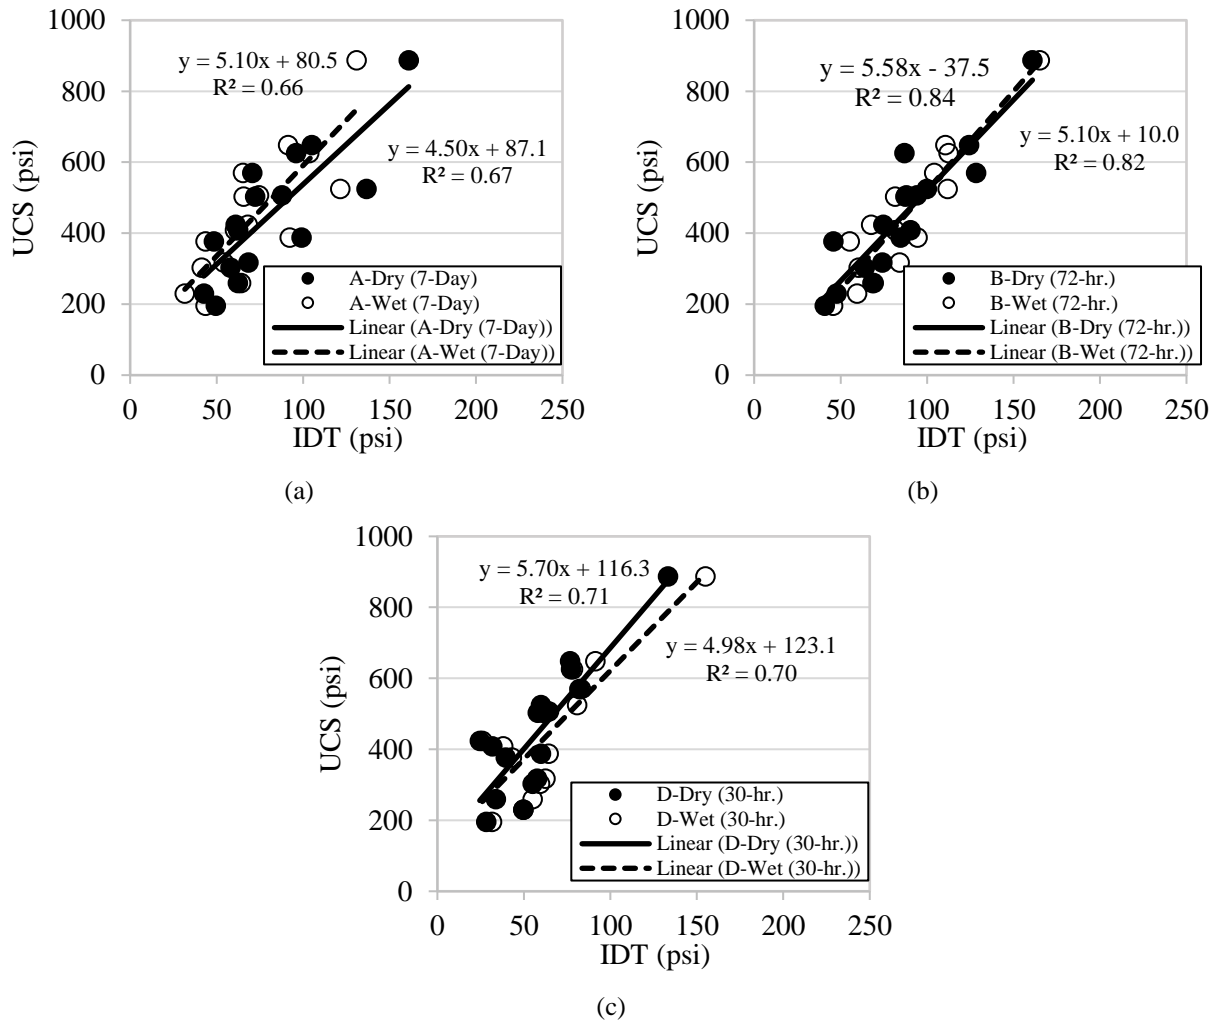 1000
800
600
400
200
0
UCS (psi)
y = 5.10x + 80.5
R² = 0.66
y = 4.50x + 87.1
R² = 0.67
A-Dry (7-Day)
A-Wet (7-Day)
Linear (A-Dry (7-Day))
Linear (A-Wet (7-Day))
0 50 100 150 200 250
IDT (psi)
(a)
1000
800
600
400
200
0
UCS (psi)
y = 5.58x - 37.5
R² = 0.84
y = 5.10x + 10.0
R² = 0.82
B-Dry (72-hr.)
B-Wet (72-hr.)
Linear (B-Dry (72-hr.))
Linear (B-Wet (72-hr.))
0 50 100 150 200 250
IDT (psi)
(b)
1000
800
600
400
200
0
UCS (psi)
y = 5.70x + 116.3
R² = 0.71
y = 4.98x + 123.1
R² = 0.70
D-Dry (30-hr.)
D-Wet (30-hr.)
Linear (D-Dry (30-hr.))
Linear (D-Wet (30-hr.))
0 50 100 150 200 250
IDT (psi)
(c)